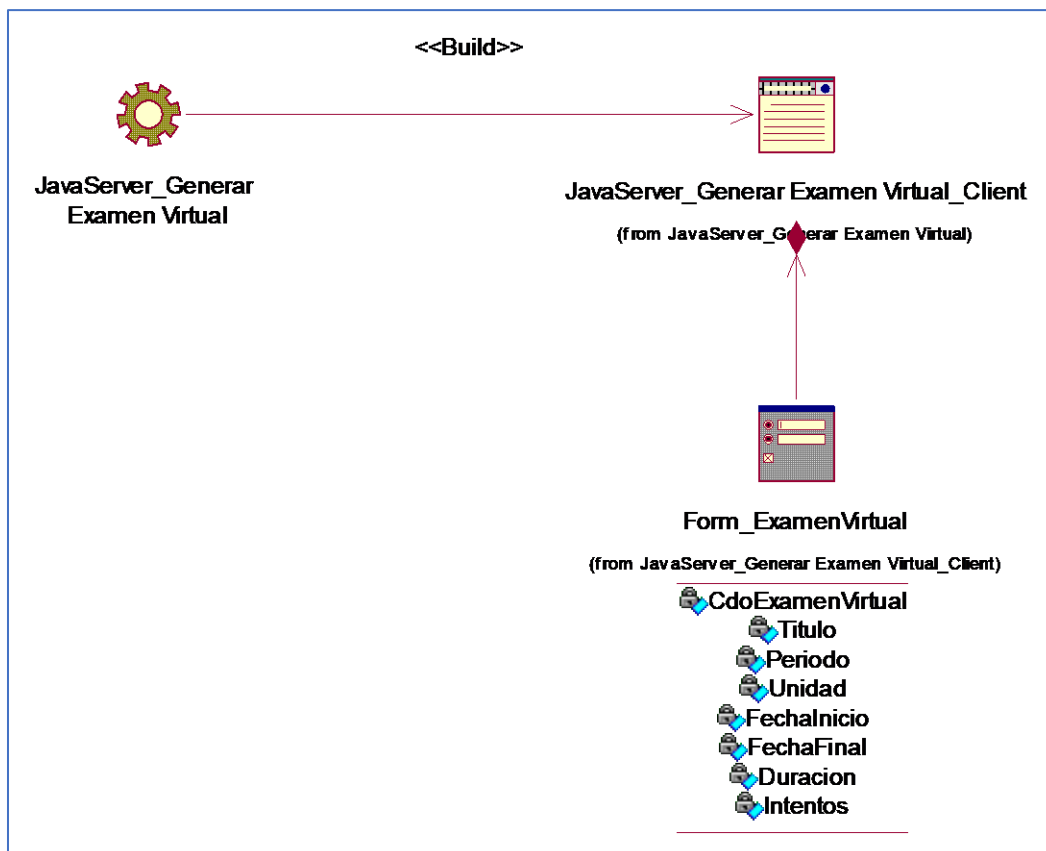 <<Build>>
JavaServer_Generar
Examen Virtual
JavaServer_Generar Examen Virtual_Client
(from JavaServer_Generar Examen Virtual)
Form_ExamenVirtual
(from JavaServer_Generar Examen Virtual_Client)
CdoExamenVirtual
Titulo
Periodo
Unidad
FechaInicio
FechaFinal
Duracion
Intentos